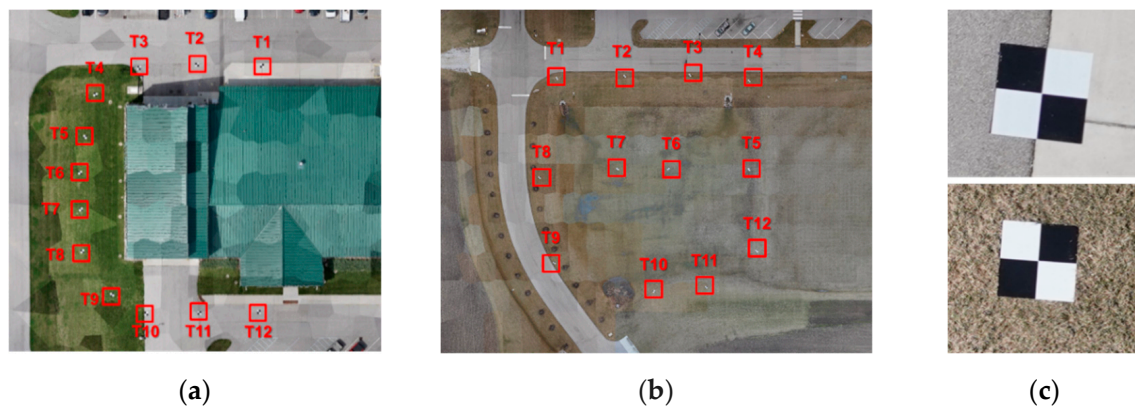 T3 T2 T1
T4
T5
T6
T7
T8
T9
T10 T11 T12
T1 T2 T3 T4
T7 T6 T5
T8
T12
T9
T10 T11
(a) (b) (c)